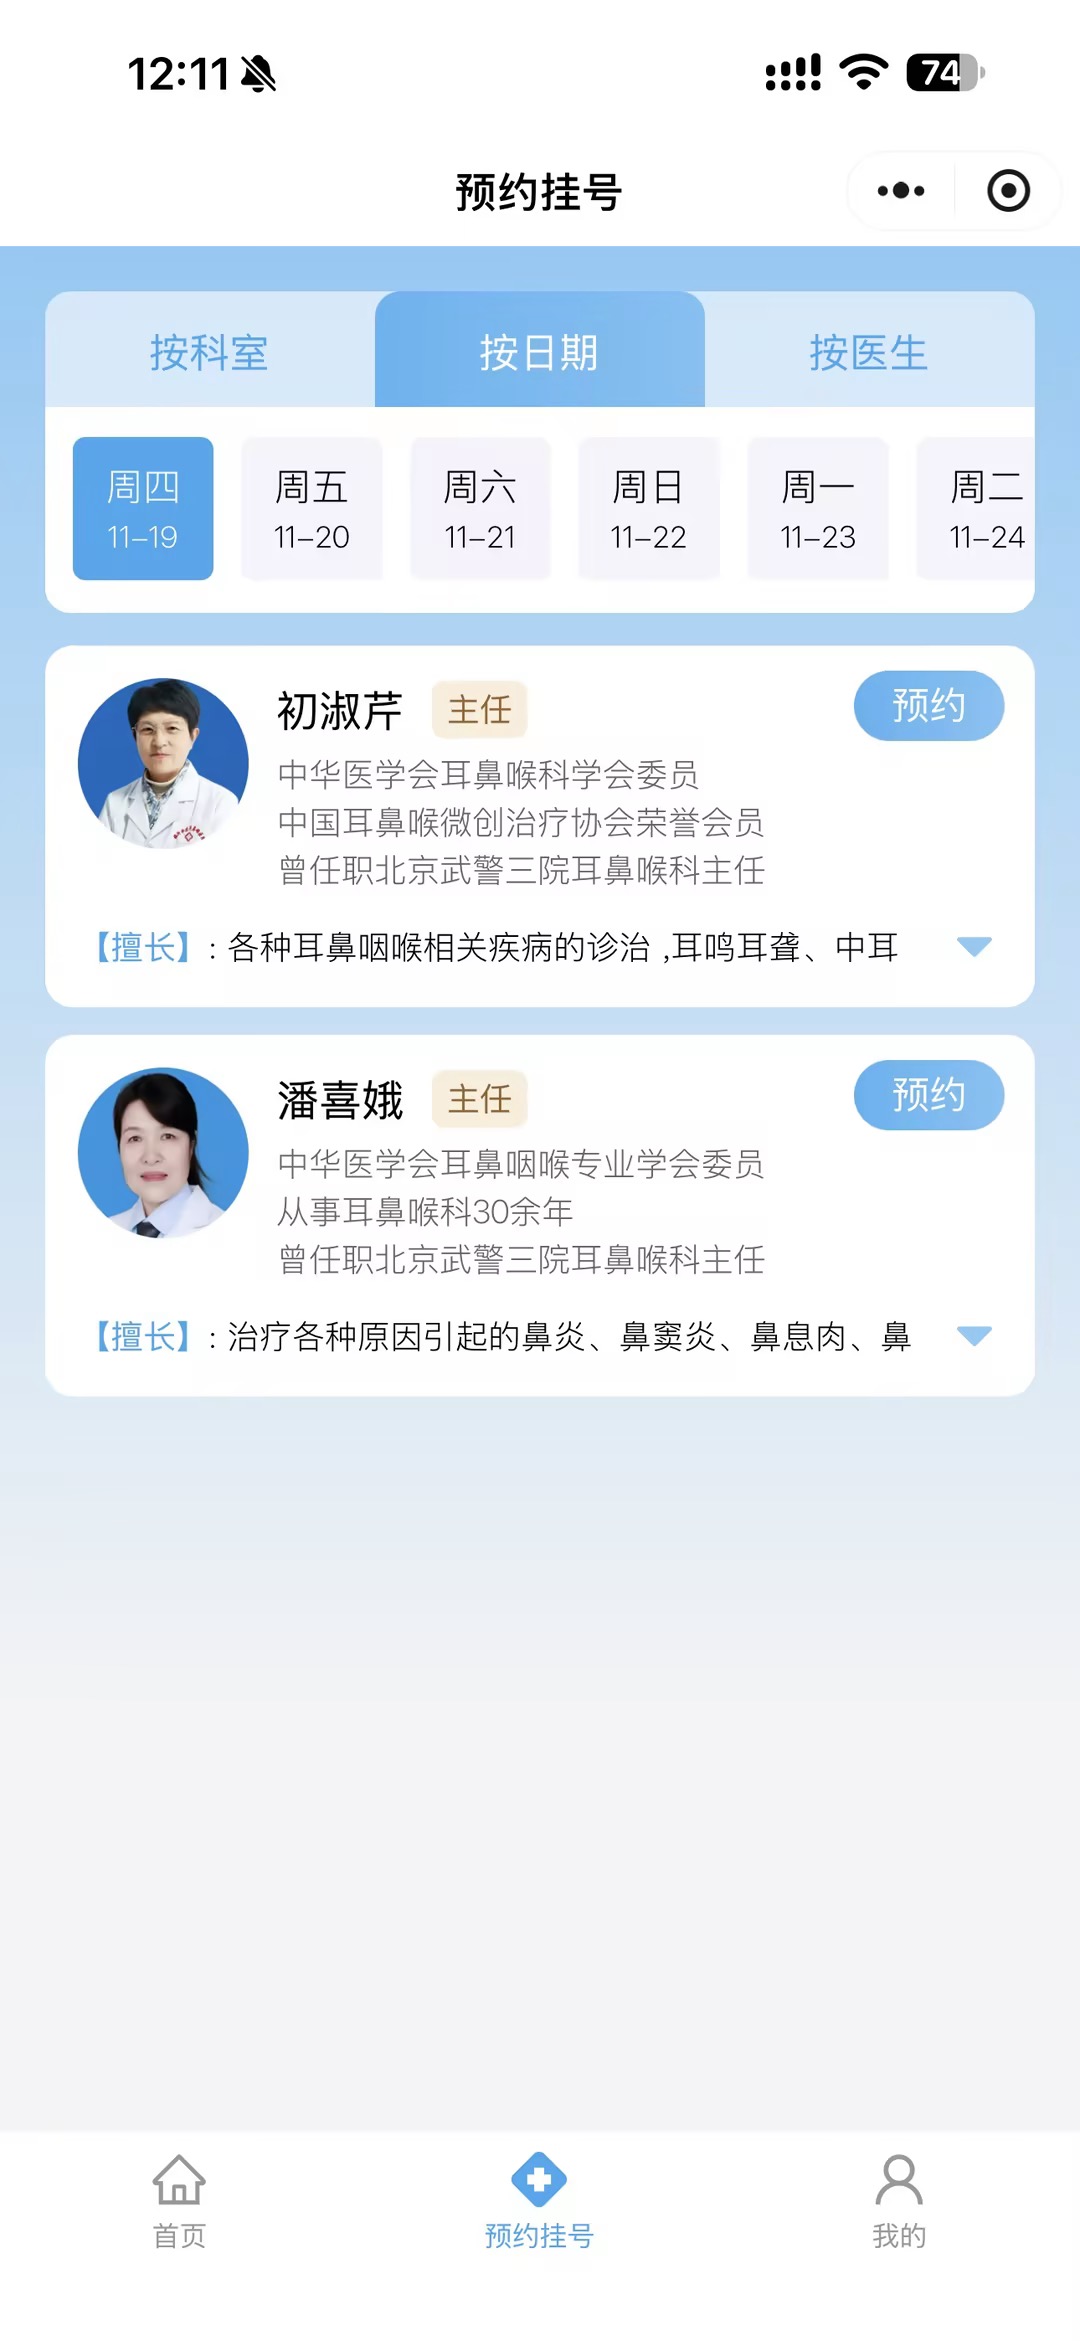 12:11
74
预约挂号
按科室 按日期 按医生
周四 周五 周六 周日 周一 周二
11-19 11-20 11-21 11-22 11-23 11-24
初淑芹 主任 预约
中华医学会耳鼻喉科学会委员
中国耳鼻喉微创治疗协会荣誉会员
曾任职北京武警三院耳鼻喉科主任
【擅长】: 各种耳鼻咽喉相关疾病的诊治 ,耳鸣耳聋、中耳
潘喜娥 主任 预约
中华医学会耳鼻咽喉专业学会委员
从事耳鼻喉科30余年
曾任职北京武警三院耳鼻喉科主任
【擅长】: 治疗各种原因引起的鼻炎、鼻窦炎、鼻息肉、鼻
首页 预约挂号 我的